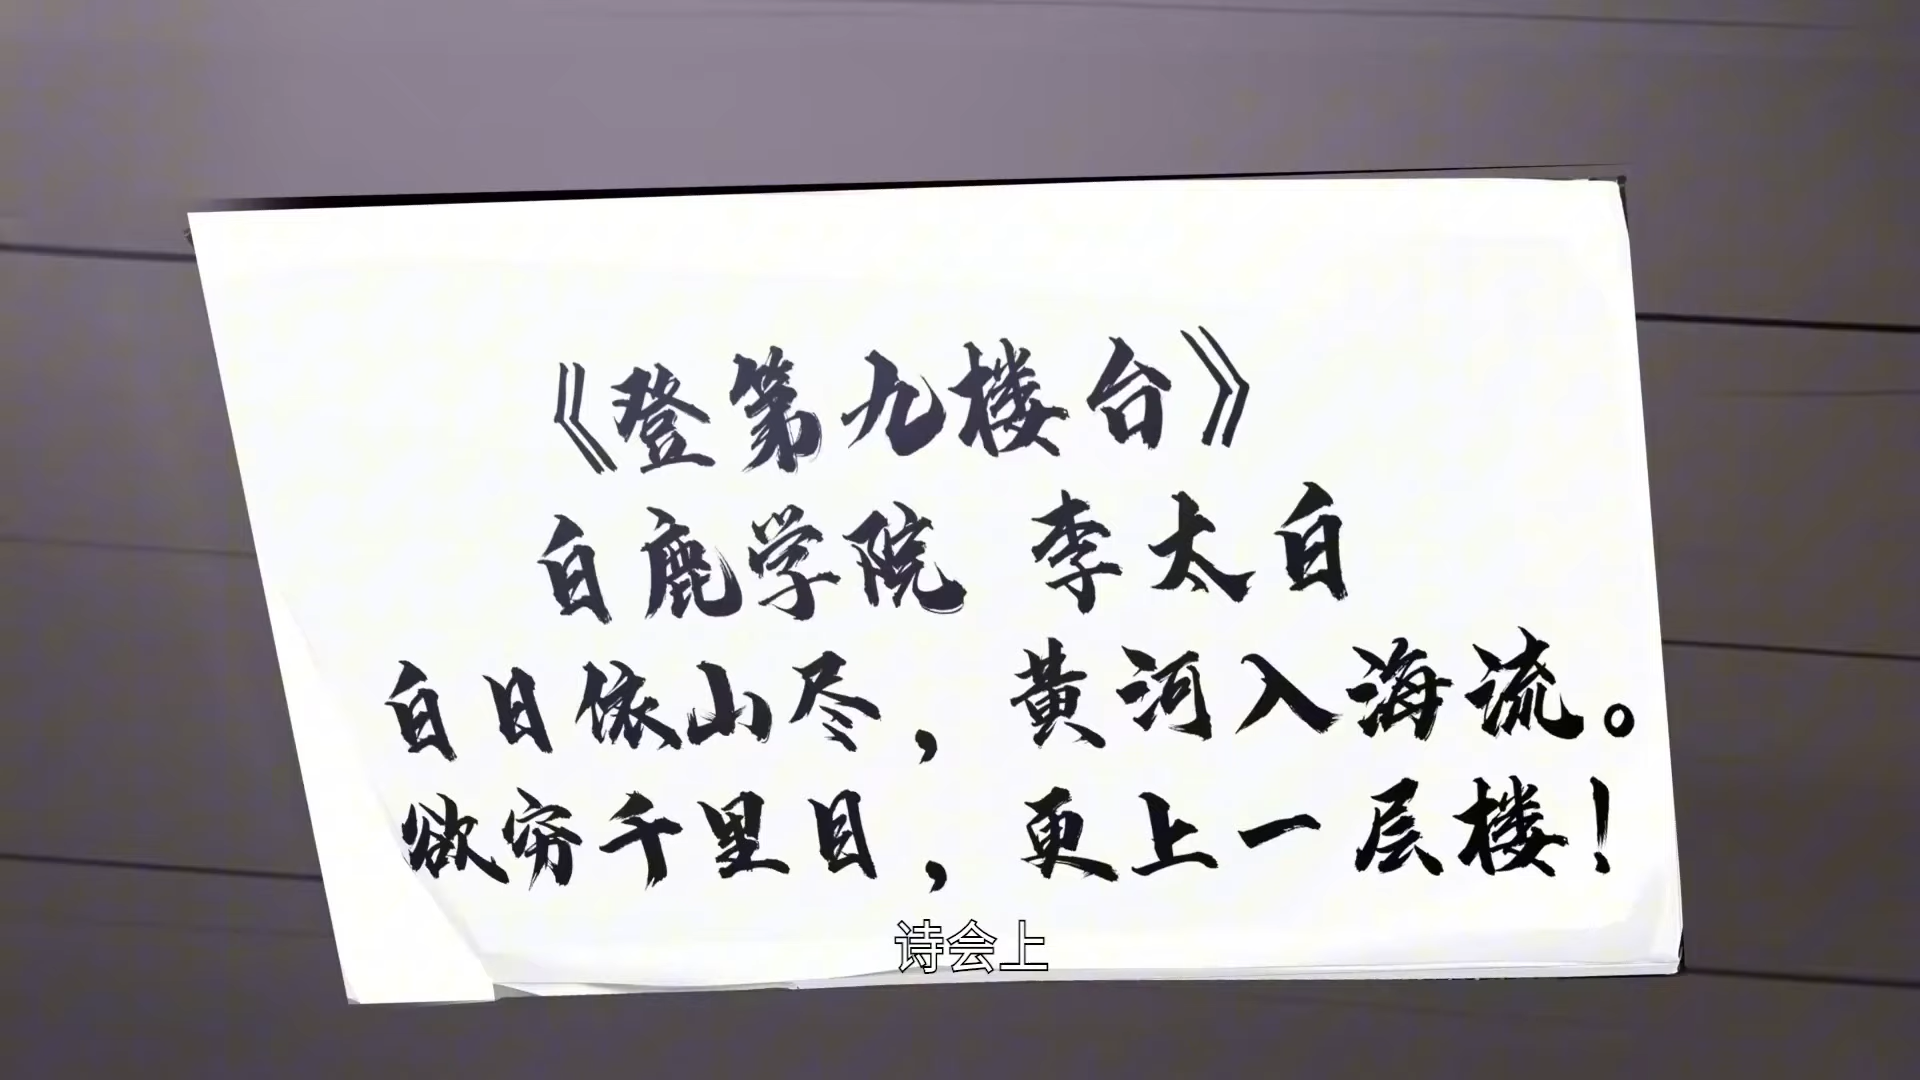 《登第九楼台》
白鹿学院 李太白
白日依山尽，黄河入海流。
欲穷千里目，更上一层楼！
诗会上